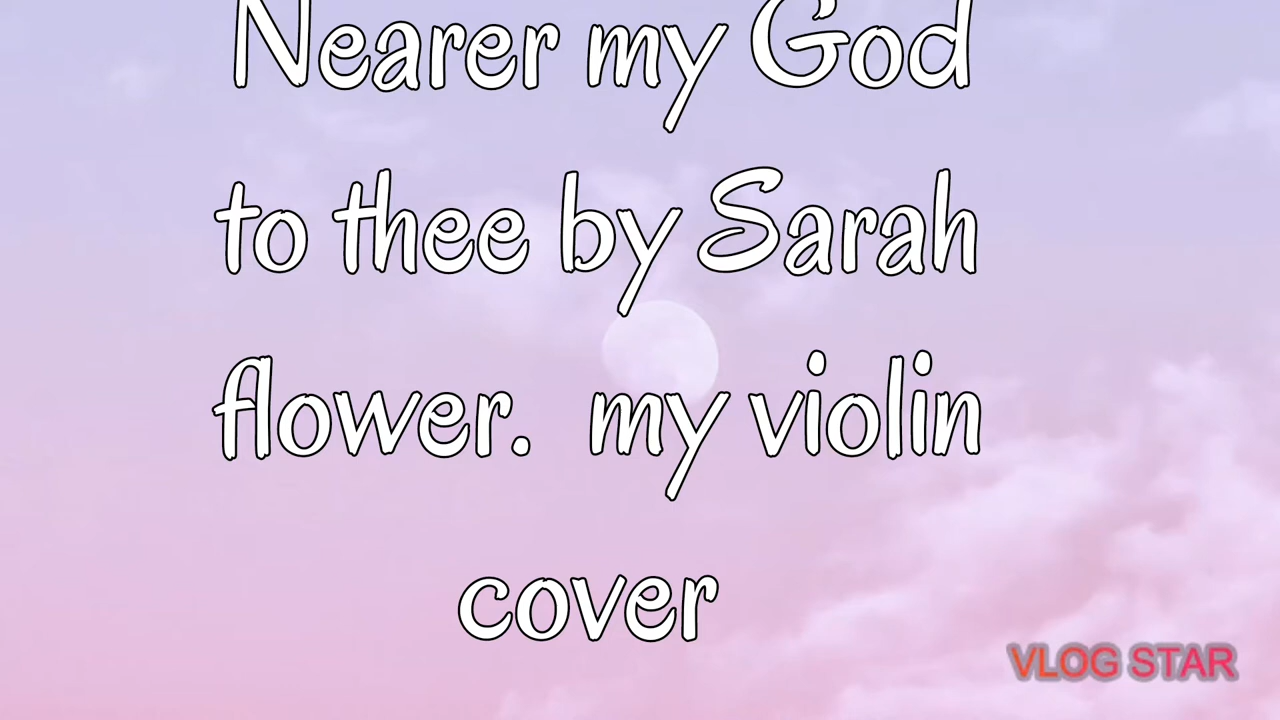 Nearer my God
to thee by Sarah
flower.  my violin
cover
VLOG STAR